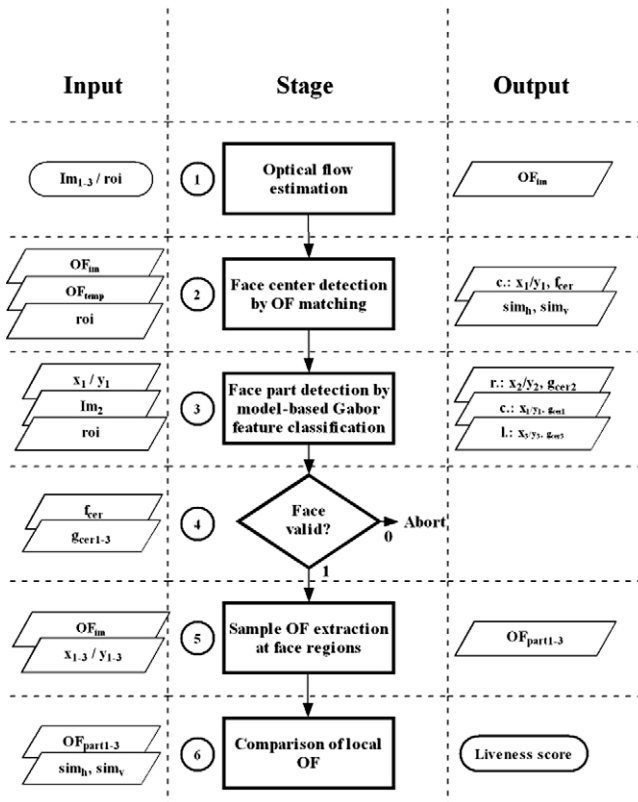 Input
Stage
Output
Im1-3 / roi
1
Optical flow
estimation
OFim
OFim
OFtemp
roi
2
Face center detection
by OF matching
c.: x1/y1, fcer
simh, simv
x1 / y1
Im2
roi
3
Face part detection by
model-based Gabor
feature classification
r.: x2/y2, gcer2
c.: x1/y1, gcer1
l.: x3/y3, gcer3
fcer
gcer1-3
4
Face
valid?
0
Abort
1
OFim
x1-3 / y1-3
5
Sample OF extraction
at face regions
OFpart1-3
OFpart1-3
simh, simv
6
Comparison of local
OF
Liveness score